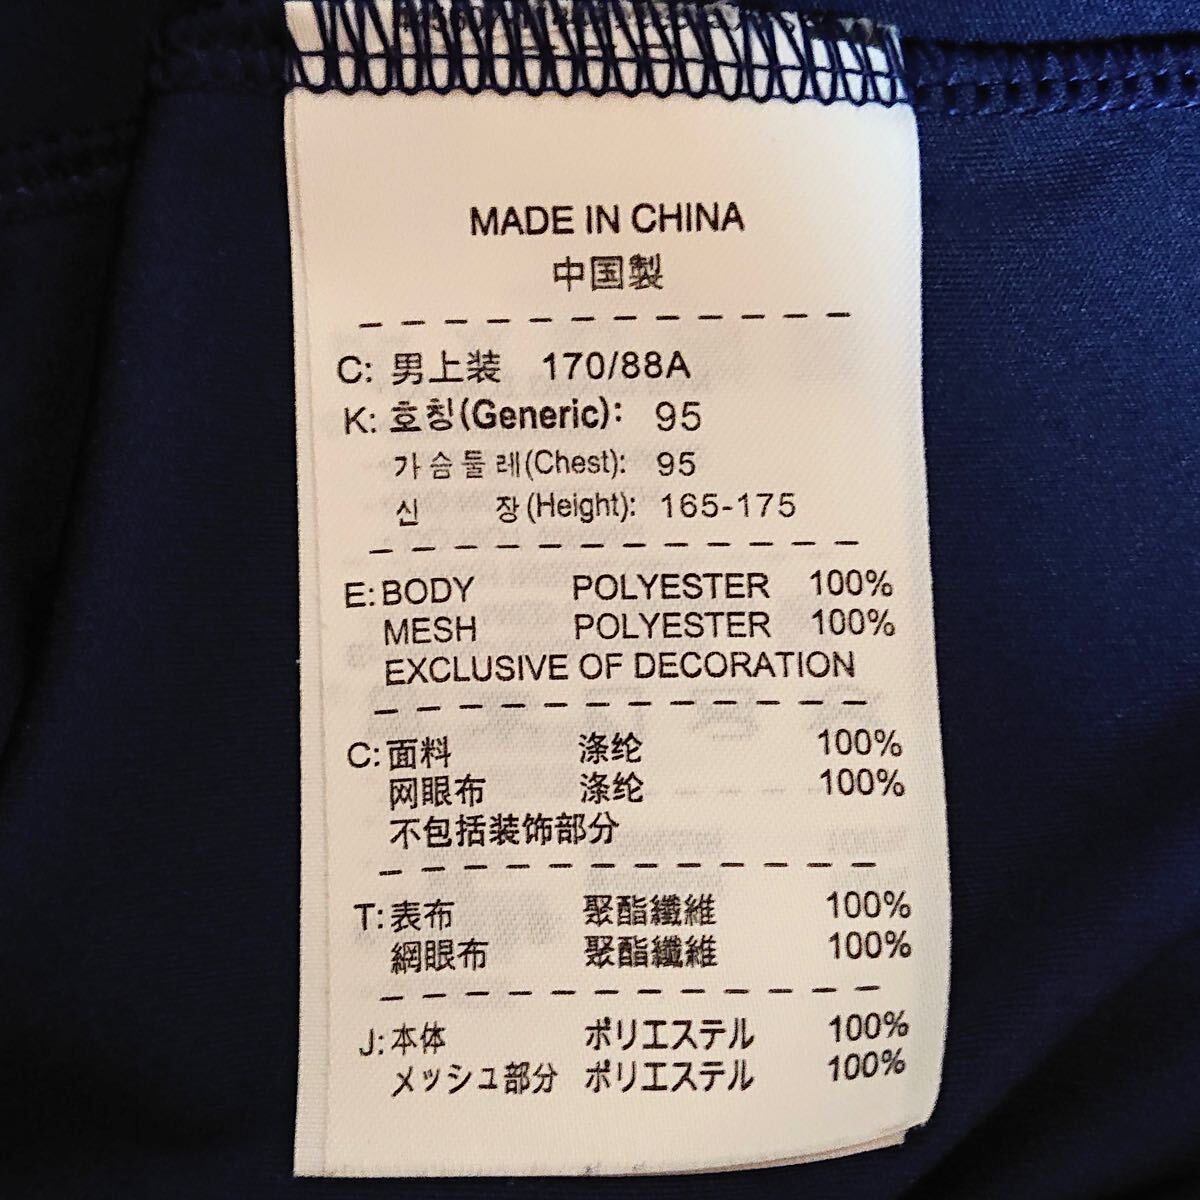 MADE IN CHINA
中国製
C: 男上装 170/88A
K: 호칭(Generic): 95
가슴둘레(Chest): 95
신 장(Height): 165-175
E: BODY POLYESTER 100%
MESH POLYESTER 100%
EXCLUSIVE OF DECORATION
C: 面料 涤纶 100%
网眼布 涤纶 100%
不包括装饰部分
T: 表布 聚酯纖維 100%
網眼布 聚酯纖維 100%
J: 本体 ポリエステル 100%
メッシュ部分 ポリエステル 100%